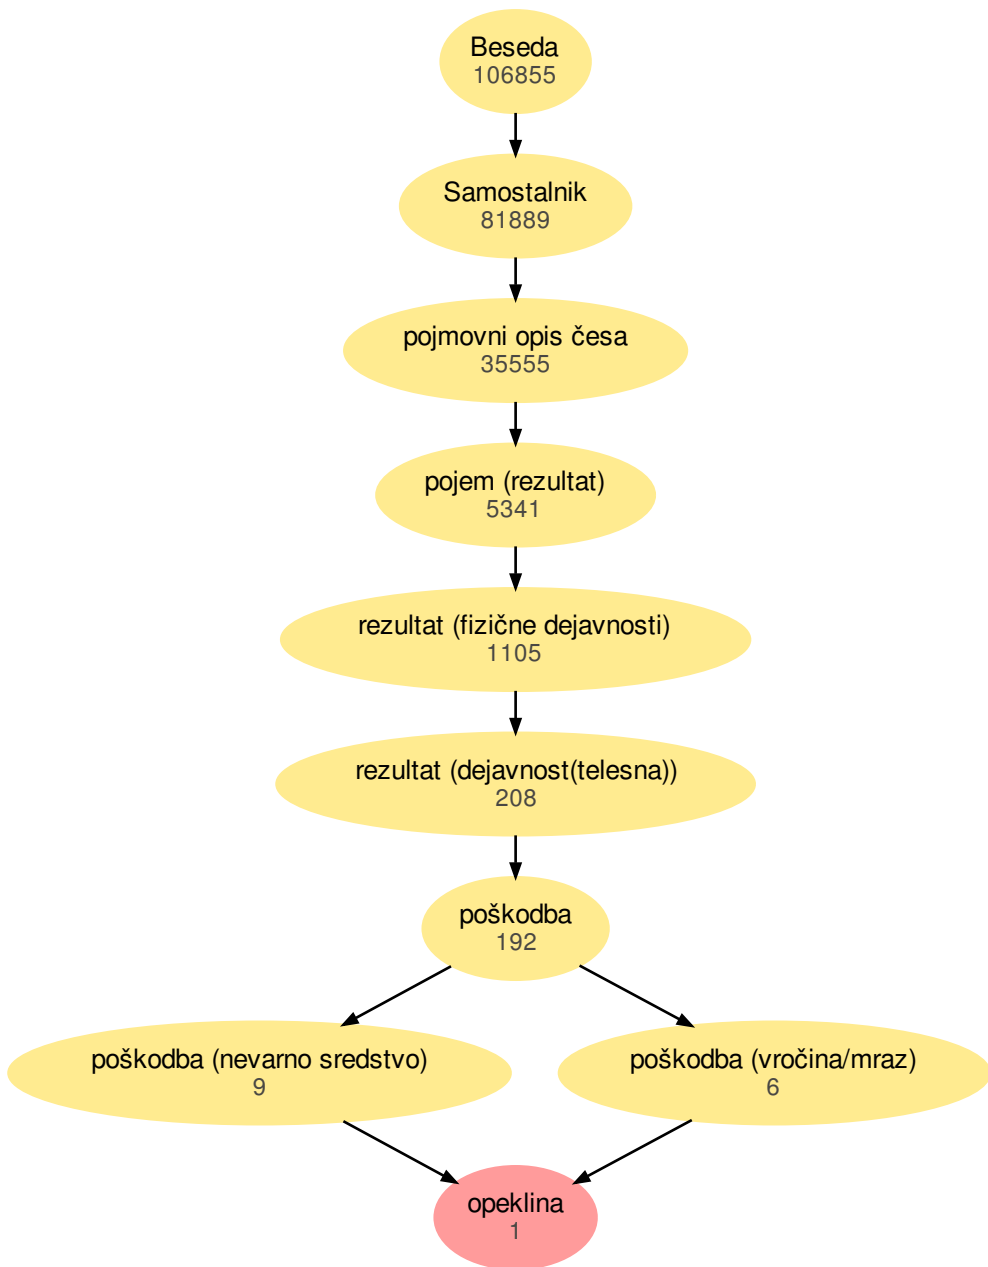 Beseda
106855
Samostalnik
81889
pojmovni opis česa
35555
pojem (rezultat)
5341
rezultat (fizične dejavnosti)
1105
rezultat (dejavnost(telesna))
208
poškodba
192
poškodba (nevarno sredstvo)
9
poškodba (vročina/mraz)
6
opeklina
1